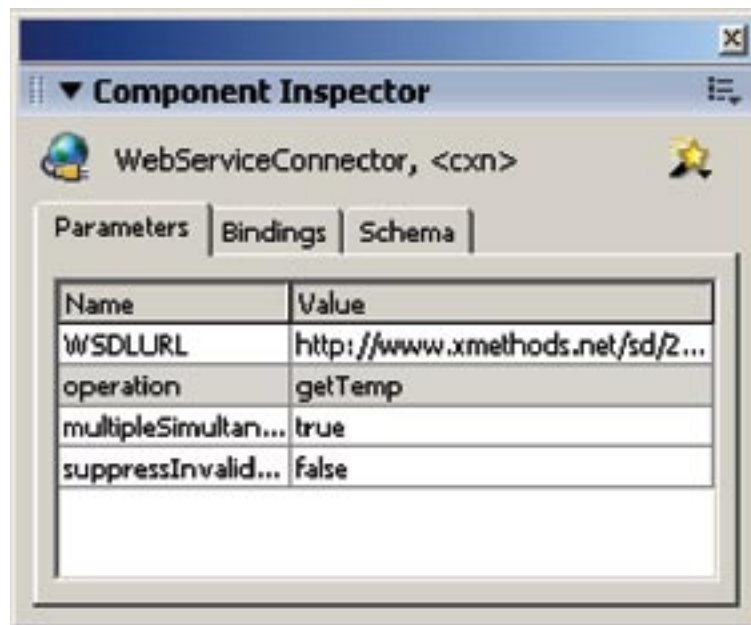 Component Inspector
WebServiceConnector, <cxn>
Parameters Bindings Schema
Name Value
WSDLURL http://www.xmethods.net/sd/2...
operation getTemp
multipleSimultan... true
suppressInvalid... false